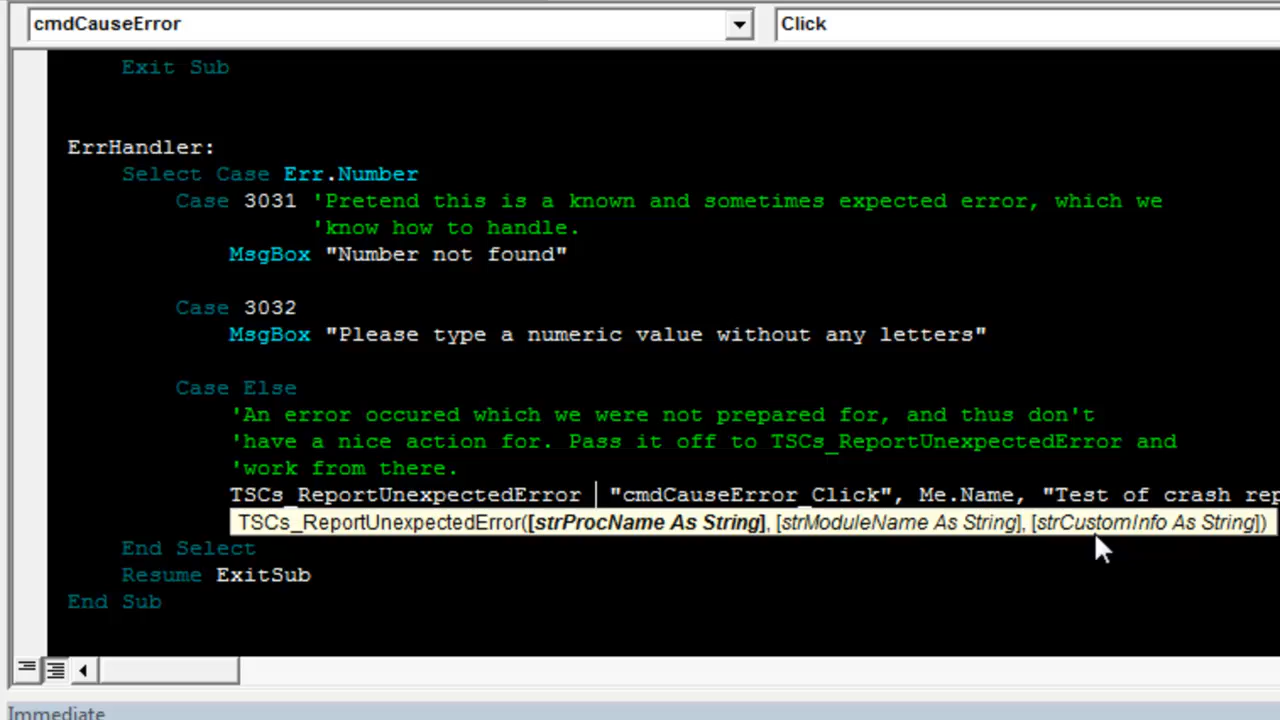 cmdCauseError
Click
Exit Sub
ErrHandler:
Select Case Err.Number
Case 3031 'Pretend this is a known and sometimes expected error, which we
'know how to handle.
MsgBox "Number not found"
Case 3032
MsgBox "Please type a numeric value without any letters"
Case Else
'An error occured which we were not prepared for, and thus don't
'have a nice action for. Pass it off to TSCs_ReportUnexpectedError and
'work from there.
TSCs_ReportUnexpectedError "cmdCauseError_Click", Me.Name, "Test of crash rep
TSCs_ReportUnexpectedError([strProcName As String], [strModuleName As String], [strCustomInfo As String])
End Select
Resume ExitSub
End Sub
Immediate